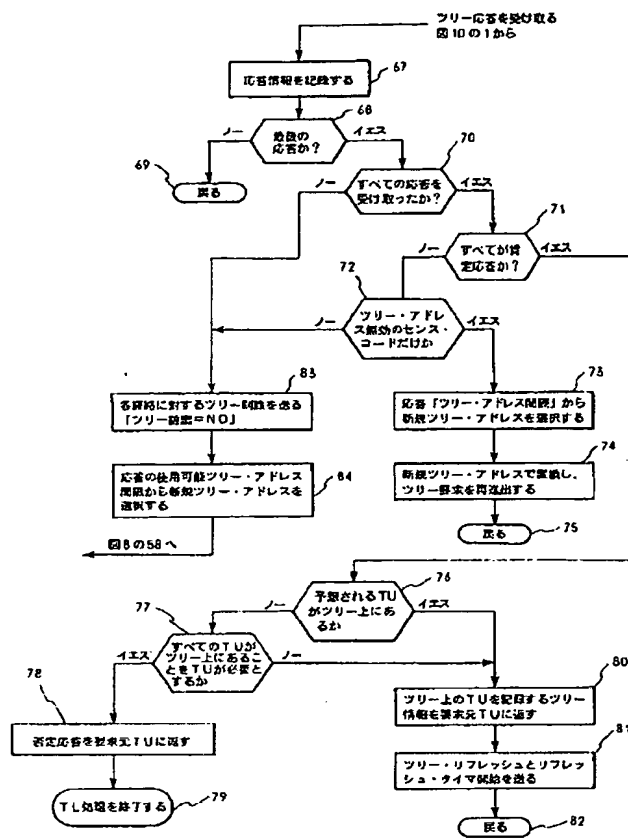 ツリー応答を受け取る
図10の1から
67
応答情報を記録する
68
最後の
応答か?
ノー
イエス
69
戻る
70
すべての応答を
受け取ったか?
ノー
イエス
71
すべてが肯
定応答か?
ノー
イエス
72
ツリー・アドレ
ス無効のセンス・
コードだけか
ノー
イエス
83
各経路に対するツリー削除を送る
「ツリー設定=NO」
73
応答「ツリー・アドレス間隙」から
新規ツリー・アドレスを選択する
84
応答の使用可能ツリー・アドレス
間隙から新規ツリー・アドレスを
選択する
74
新規ツリー・アドレスで置換し、
ツリー要求を再送出する
75
戻る
図8の58へ
76
予想されるTU
がツリー上にあ
るか
ノー
イエス
77
すべてのTUが
ツリー上にあるこ
とをTUが必要と
するか
イエス
ノー
78
否定応答を要求元TUに返す
80
ツリー上のTUを記録するツリー
情報を要求元TUに返す
81
ツリー・リフレッシュとリフレッ
シュ・タイマ開始を送る
79
TL処理を終了する
82
戻る